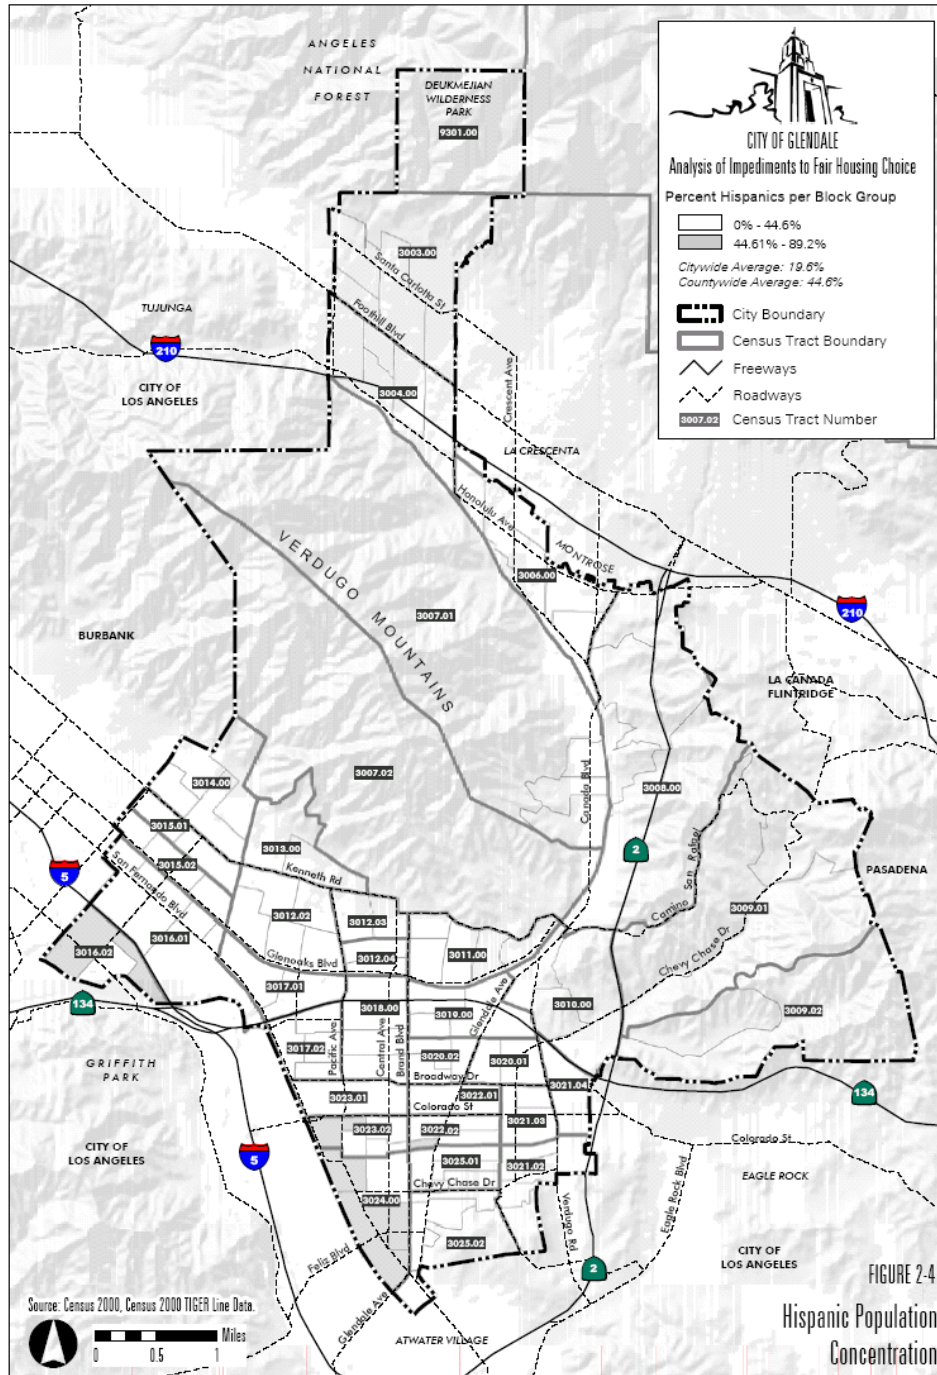 ANGELES
NATIONAL
FOREST
DEUKMEJIAN
WILDERNESS
PARK
9301.00
CITY OF GLENDALE
Analysis of Impediments to Fair Housing Choice
Percent Hispanics per Block Group
0% - 44.6%
44.61% - 89.2%
Citywide Average: 19.6%
Countywide Average: 44.6%
City Boundary
Census Tract Boundary
Freeways
Roadways
3007.02 Census Tract Number
3003.00
Santa Carlotta St
Foothill Blvd
TUJUNGA
210
CITY OF
LOS ANGELES
3004.00
Crescent Ave
LA CRESCENTA
Honolulu Ave
MONTROSE
3006.00
VERDUGO MOUNTAINS
3007.01
210
BURBANK
LA CANADA
FLINTRIDGE
3007.02
3014.00
Canada Blvd
3008.00
3015.01
3013.00
2
3015.02
San Fernando Blvd
Kenneth Rd
5
PASADENA
Camino San Rafael
3009.01
3012.02
3012.03
3016.01
3016.02
Glenoaks Blvd
3012.04
3011.00
Chevy Chase Dr
3017.01
Glendale Ave
134
3018.00
3019.00
3010.00
3009.02
Pacific Ave
Central Ave
Brand Blvd
3017.02
3020.02
3020.01
GRIFFITH
PARK
Broadway Dr
3021.04
134
3023.01
3022.01
Colorado St
3021.03
3023.02
3022.02
CITY OF
LOS ANGELES
5
Colorado St
3025.01
3021.02
EAGLE ROCK
Chevy Chase Dr
3024.00
Verdugo Rd
Eagle Rock Blvd
3025.02
Feliz Blvd
CITY OF
LOS ANGELES
2
FIGURE 2-4
Source: Census 2000, Census 2000 TIGER Line Data.
Glendale Ave
Hispanic Population
Concentration
Miles
0 0.5 1
ATWATER VILLAGE